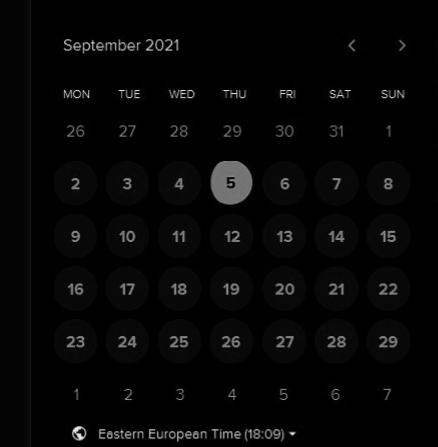 September 2021
MON TUE WED THU FRI SAT SUN
26 27 28 29 30 31 1
2 3 4 5 6 7 8
9 10 11 12 13 14 15
16 17 18 19 20 21 22
23 24 25 26 27 28 29
1 2 3 4 5 6 7
Eastern European Time (18:09)